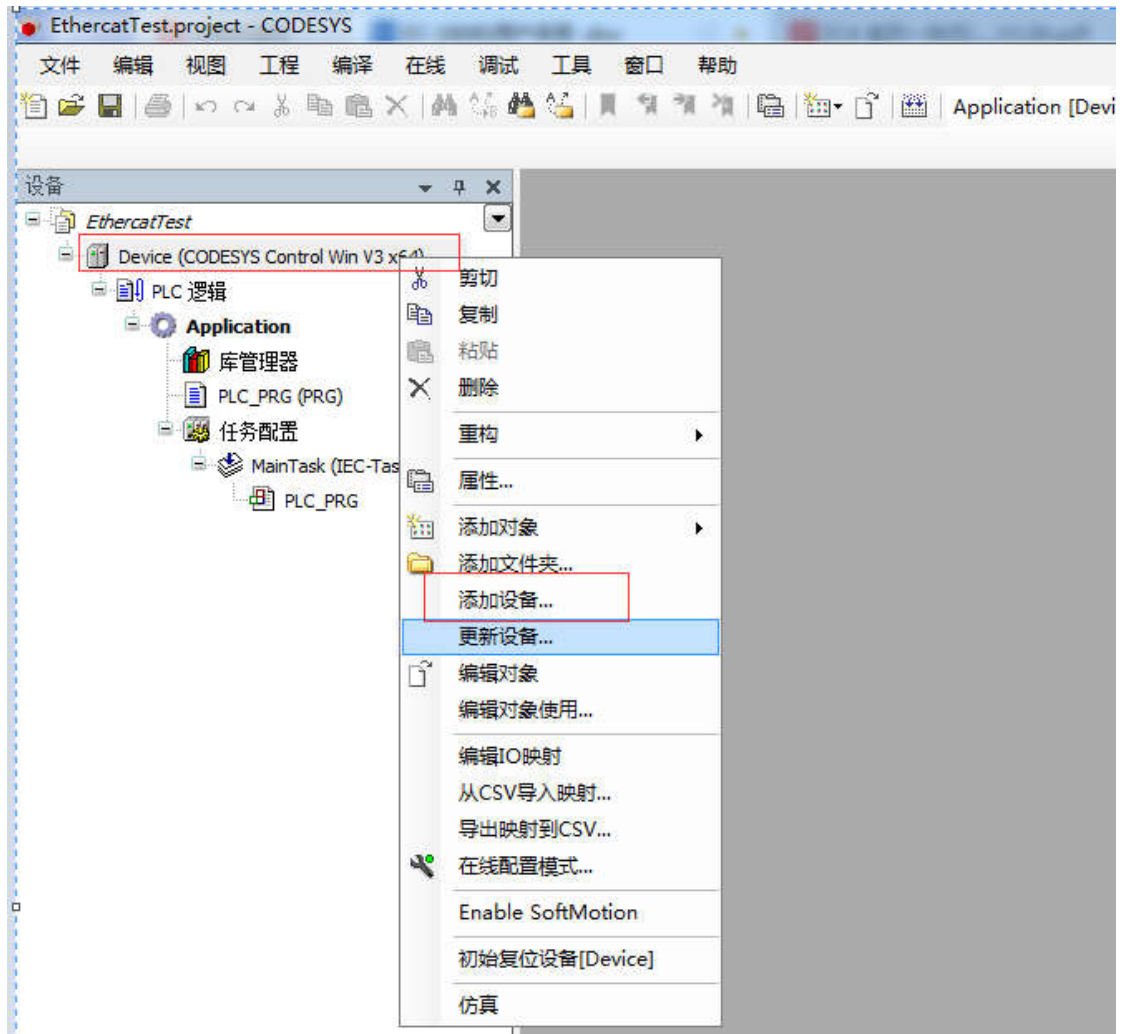 EthercatTest.project - CODESYS
文件 编辑 视图 工程 编译 在线 调试 工具 窗口 帮助
Application [Devi
设备
EthercatTest
Device (CODESYS Control Win V3 x64)
PLC 逻辑
Application
库管理器
PLC_PRG (PRG)
任务配置
MainTask (IEC-Tas
PLC_PRG
剪切
复制
粘贴
删除
重构
属性...
添加对象
添加文件夹...
添加设备...
更新设备...
编辑对象
编辑对象使用...
编辑IO映射
从CSV导入映射...
导出映射到CSV...
在线配置模式...
Enable SoftMotion
初始复位设备[Device]
仿真